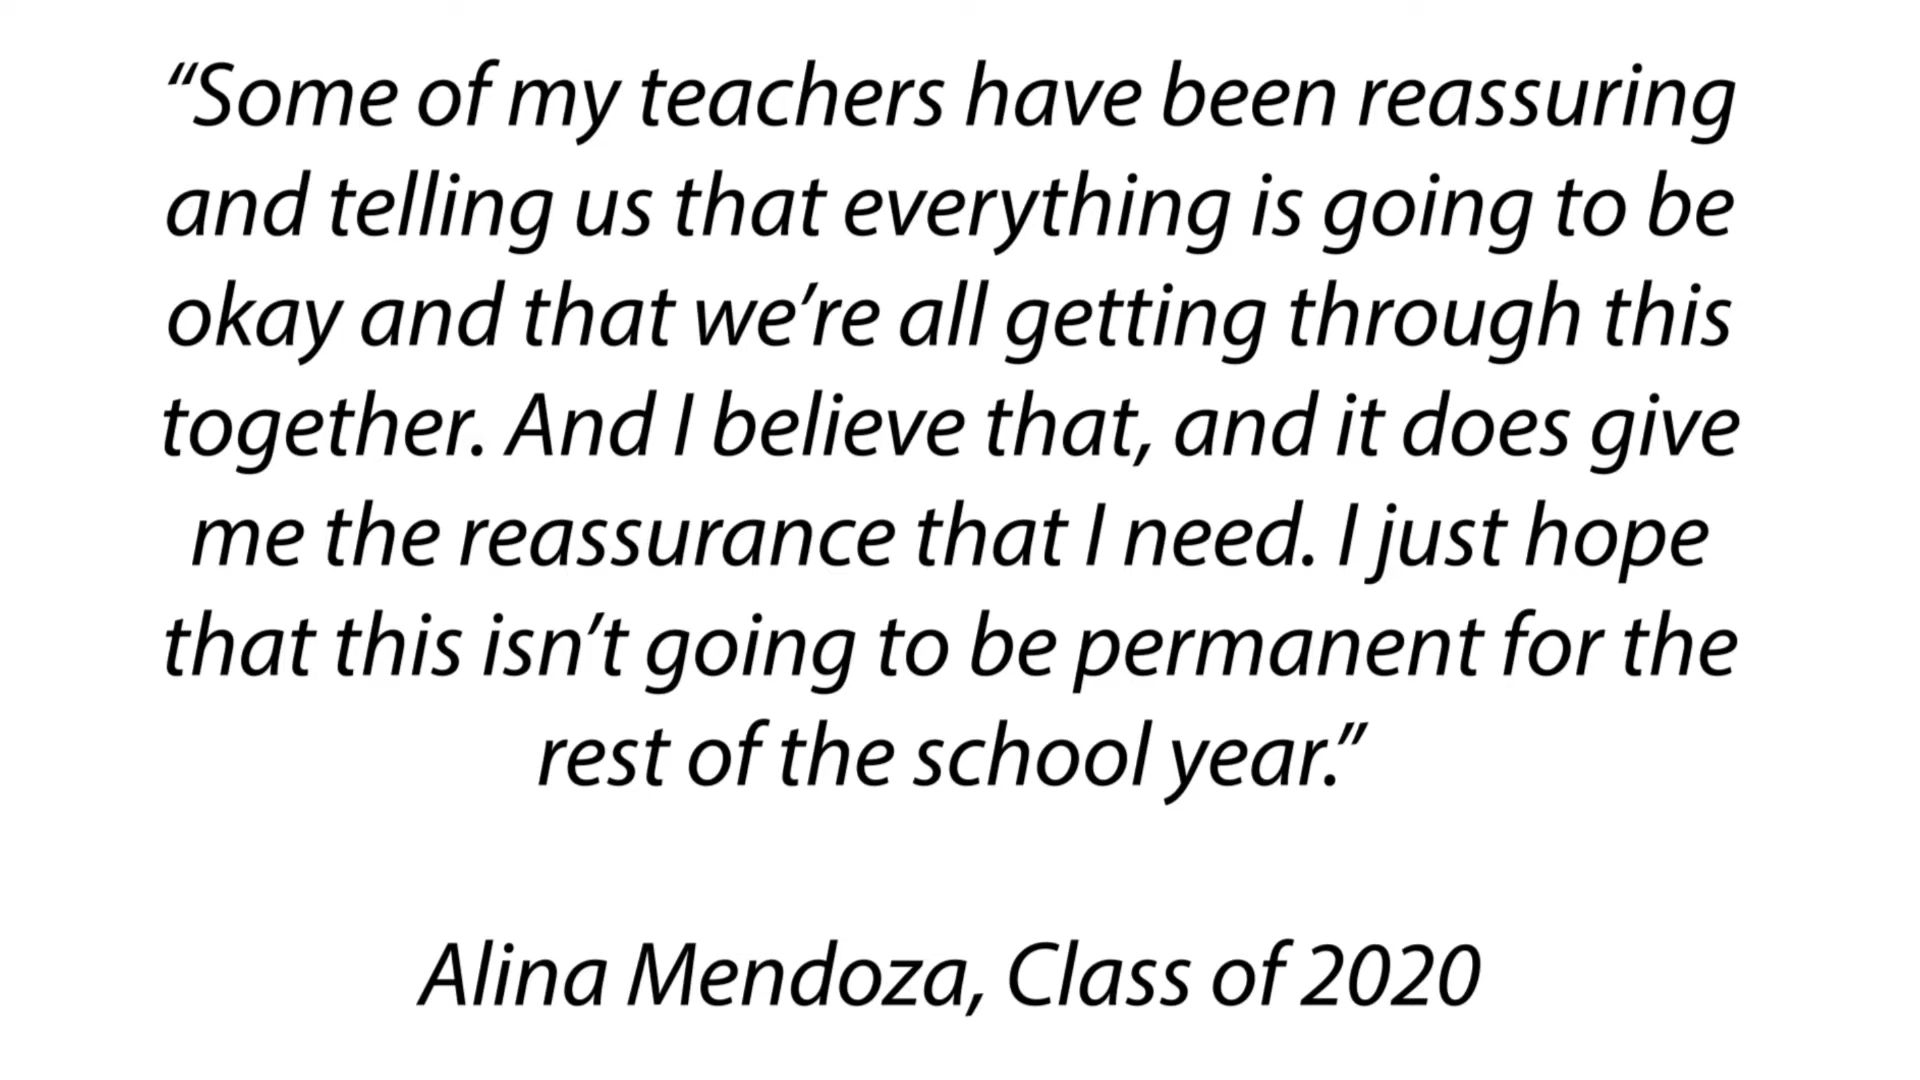 “Some of my teachers have been reassuring
and telling us that everything is going to be
okay and that we’re all getting through this
together. And I believe that, and it does give
me the reassurance that I need. I just hope
that this isn’t going to be permanent for the
rest of the school year.”
Alina Mendoza, Class of 2020